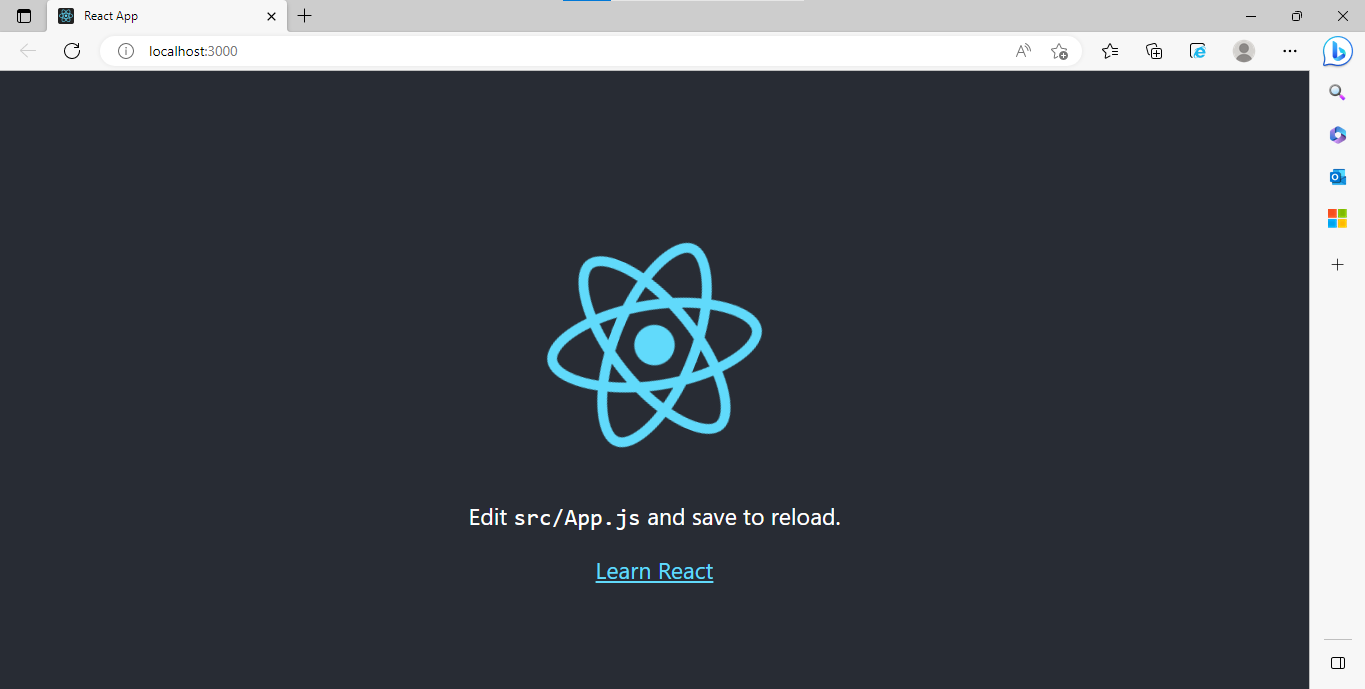 React App
localhost:3000
Edit src/App.js and save to reload.
Learn React